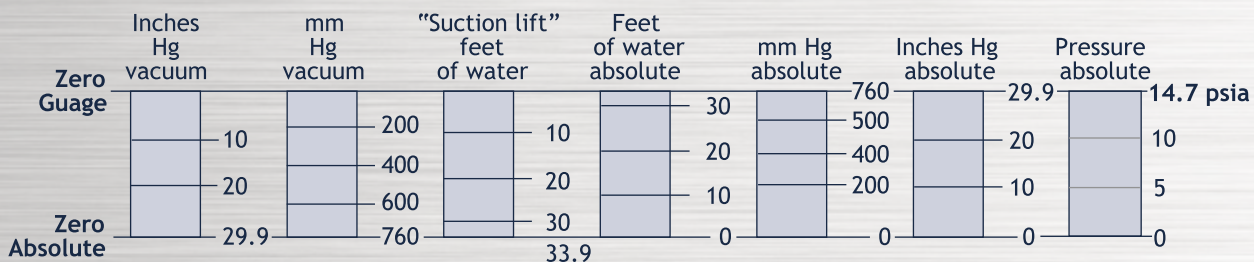 Inches
Hg
vacuum
mm
Hg
vacuum
“Suction lift”
feet
of water
Feet
of water
absolute
mm Hg
absolute
Inches Hg
absolute
Pressure
absolute
Zero
Guage
10
20
29.9
200
400
600
760
10
20
30
33.9
30
20
10
0
760
500
400
200
0
29.9
20
10
0
14.7 psia
10
5
0
Zero
Absolute